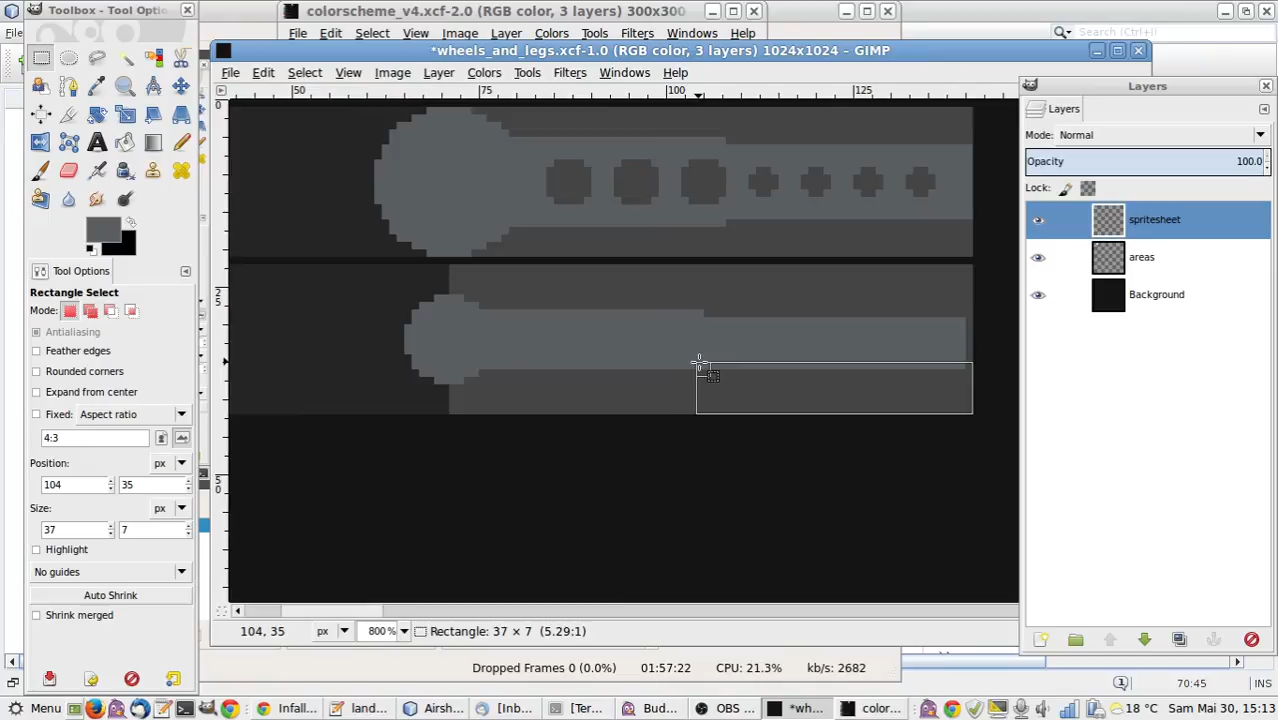 Toolbox - Tool Optio
colorscheme_v4.xcf-2.0 (RGB color, 3 layers) 300x300
File Edit Select View Image Layer Colors Tools Filters Windows Help
Search (Ctrl+I)
*wheels_and_legs.xcf-1.0 (RGB color, 3 layers) 1024x1024 – GIMP
File Edit Select View Image Layer Colors Tools Filters Windows Help
50 75 100 125
0
25
50
Tool Options
Rectangle Select
Mode:
Antialiasing
Feather edges
Rounded corners
Expand from center
Fixed: Aspect ratio
4:3
Position: px
104 35
Size: px
37 7
Highlight
No guides
Auto Shrink
Shrink merged
Layers
Layers
Mode: Normal
Opacity 100.0
Lock:
spritesheet
areas
Background
104, 35 px 800% Rectangle: 37 × 7 (5.29:1)
Dropped Frames 0 (0.0%) 01:57:22 CPU: 21.3% kb/s: 2682
70:45 INS
Menu Infall... land... Airsh... [Inb... [Ter... Bud... OBS ... *wh... color... 18 °C Sat Mai 30, 15:13